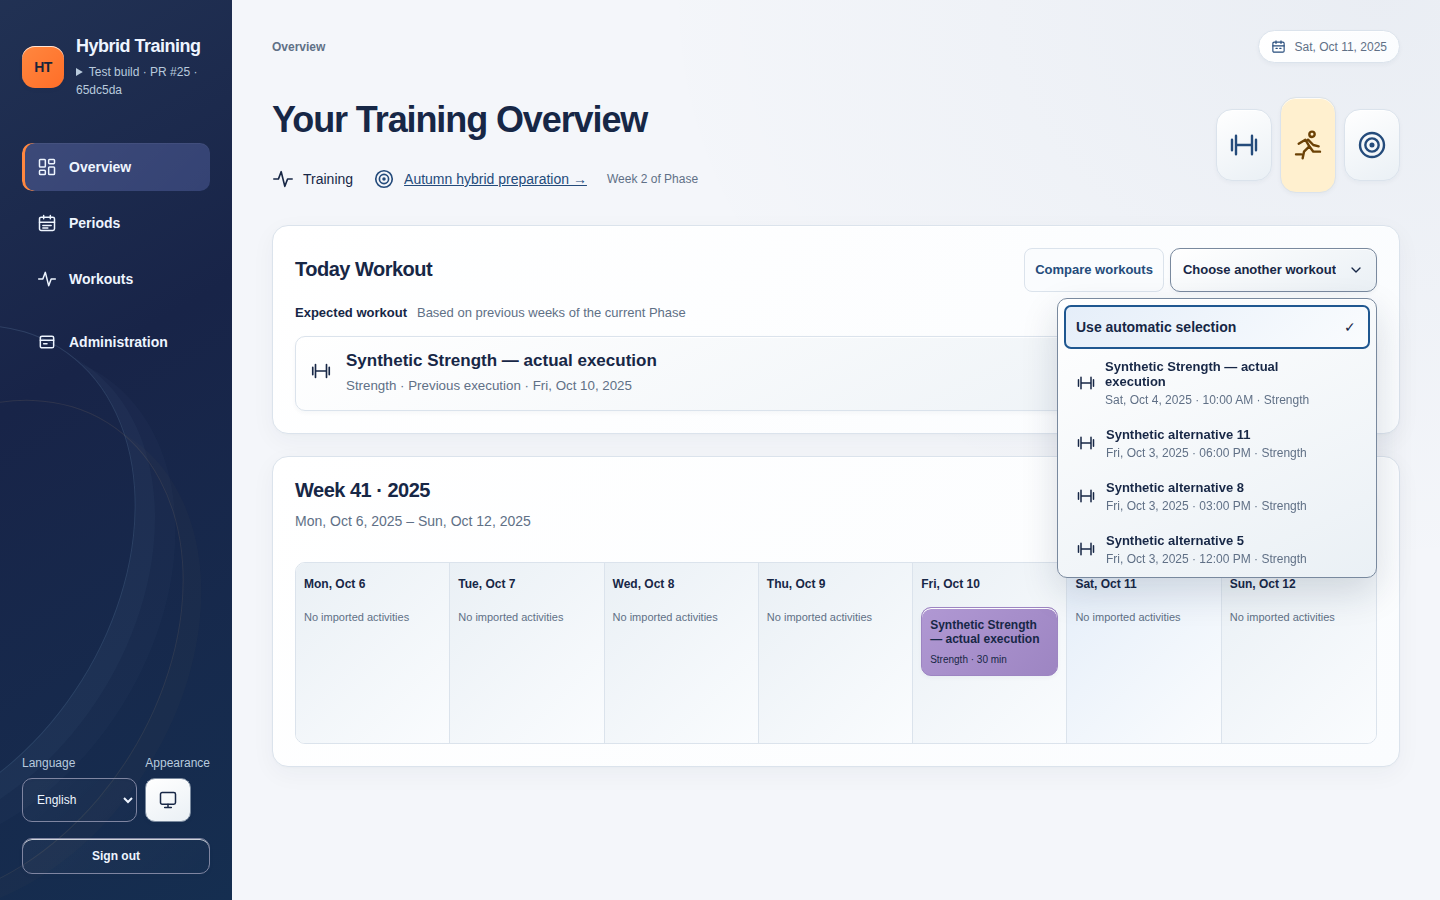 HT
Hybrid Training
▶ Test build · PR #25 ·
65dc5da
Overview
Periods
Workouts
Administration
Language
Appearance
English
Sign out
Overview
Sat, Oct 11, 2025
Your Training Overview
Training
Autumn hybrid preparation →
Week 2 of Phase
Today Workout
Compare workouts
Choose another workout
Expected workout
Based on previous weeks of the current Phase
Synthetic Strength — actual execution
Strength · Previous execution · Fri, Oct 10, 2025
Use automatic selection ✓
Synthetic Strength — actual
execution
Sat, Oct 4, 2025 · 10:00 AM · Strength
Synthetic alternative 11
Fri, Oct 3, 2025 · 06:00 PM · Strength
Synthetic alternative 8
Fri, Oct 3, 2025 · 03:00 PM · Strength
Synthetic alternative 5
Fri, Oct 3, 2025 · 12:00 PM · Strength
Week 41 · 2025
Mon, Oct 6, 2025 – Sun, Oct 12, 2025
Mon, Oct 6
No imported activities
Tue, Oct 7
No imported activities
Wed, Oct 8
No imported activities
Thu, Oct 9
No imported activities
Fri, Oct 10
Synthetic Strength
— actual execution
Strength · 30 min
Sat, Oct 11
No imported activities
Sun, Oct 12
No imported activities